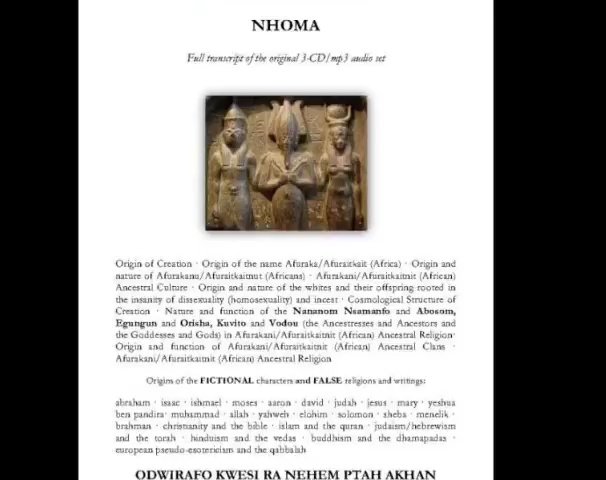 NHOMA
Full transcript of the original 3-CD/mp3 audio set
Origin of Creation · Origin of the name Afuraka/Afuraitkait (Africa) · Origin and
nature of Afurakanu/Afuraitkaitnut (Africans) · Afurakani/Afuraitkaitnit (African)
Ancestral Culture · Origin and nature of the whites and their offspring rooted in
the insanity of dissexuality (homosexuality) and incest · Cosmological Structure of
Creation · Nature and function of the Nananom Nsamanfo and Abosom,
Egungun and Orisha, Kuvito and Vodou (the Ancestresses and Ancestors and
the Goddesses and Gods) in Afurakani/Afuraitkaitnit (African) Ancestral Religion·
Origin and function of Afurakani/Afuraitkaitnit (African) Ancestral Clans ·
Afurakani/Afuraitkaitnit (African) Ancestral Religion
Origins of the FICTIONAL characters and FALSE religions and writings:
abraham · isaac · ishmael · moses · aaron · david · judah · jesus · mary · yeshua
ben pandira· muhammad · allah · yahweh · elohim · solomon · sheba · menelik ·
brahman · christianity and the bible · islam and the quran · judaism/hebrewism
and the torah · hinduism and the vedas · buddhism and the dhamapadas ·
european pseudo-esotericism and the qabbalah
ODWIRAFO KWESI RA NEHEM PTAH AKHAN